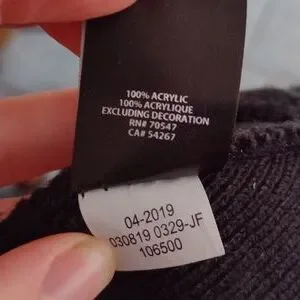 100% ACRYLIC
100% ACRYLIQUE
EXCLUDING DECORATION
RN# 70547
CA# 54267
04-2019
030819 0329-JF
106500